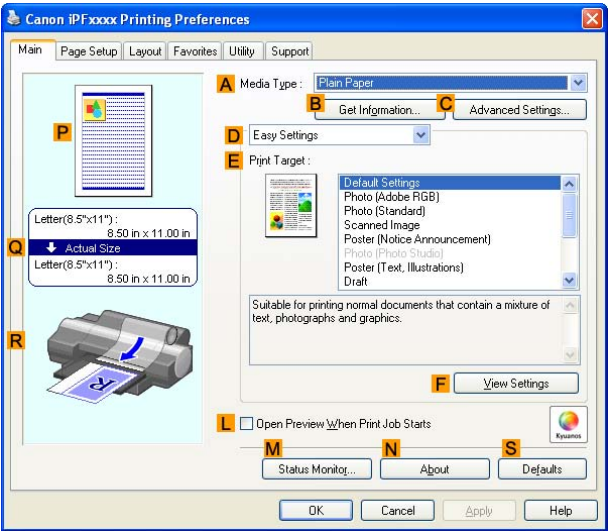 Canon iPFxxxx Printing Preferences
Main Page Setup Layout Favorites Utility Support
A Media Type : Plain Paper
B Get Information... C Advanced Settings...
D Easy Settings
E Print Target :
Default Settings
Photo (Adobe RGB)
Photo (Standard)
Scanned Image
Poster (Notice Announcement)
Photo (Photo Studio)
Poster (Text, Illustrations)
Draft
Suitable for printing normal documents that contain a mixture of
text, photographs and graphics.
F View Settings
P
Letter(8.5"x11") :
8.50 in x 11.00 in
Q Actual Size
Letter(8.5"x11") :
8.50 in x 11.00 in
R
R
L Open Preview When Print Job Starts
Kyuanos
M Status Monitor... N About S Defaults
OK Cancel Apply Help